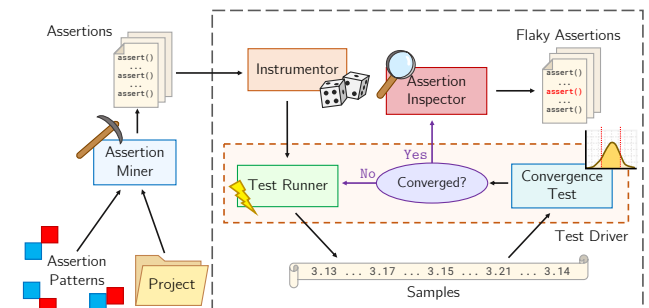 Assertions
assert()
...
assert()
...
assert()
Assertion
Miner
Assertion
Patterns
Project
Instrumentor
Assertion
Inspector
Flaky Assertions
assert()
...
assert()
...
assert()
Yes
No
Test Runner
Converged?
Convergence
Test
Test Driver
3.13 ... 3.17 ... 3.15 ... 3.21 ... 3.14
Samples